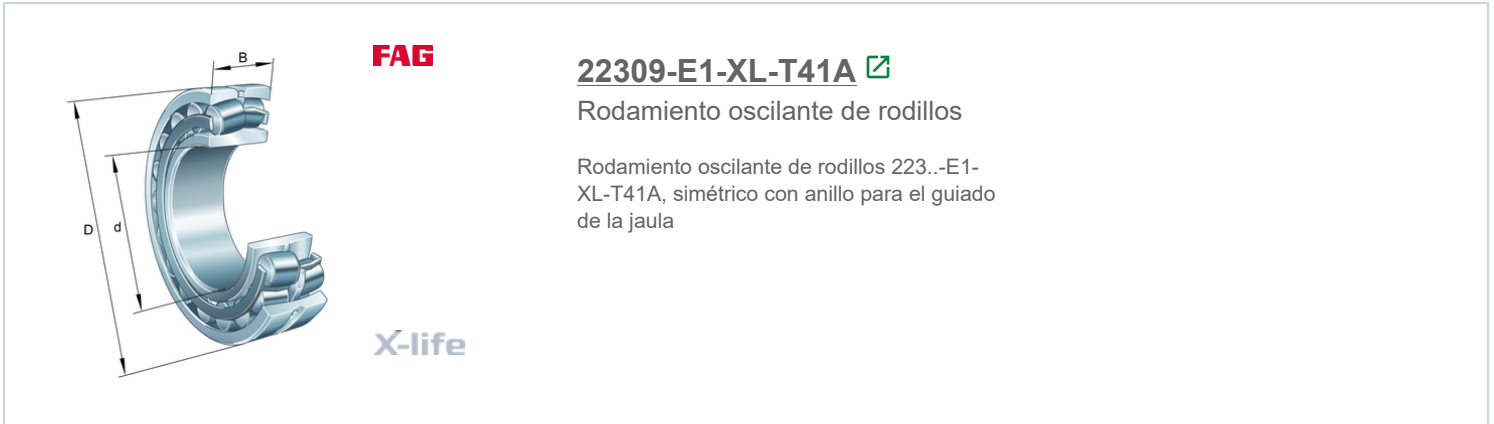 B
FAG
22309-E1-XL-T41A
Rodamiento oscilante de rodillos
Rodamiento oscilante de rodillos 223..-E1-
XL-T41A, simétrico con anillo para el guiado
de la jaula
D
d
X-life